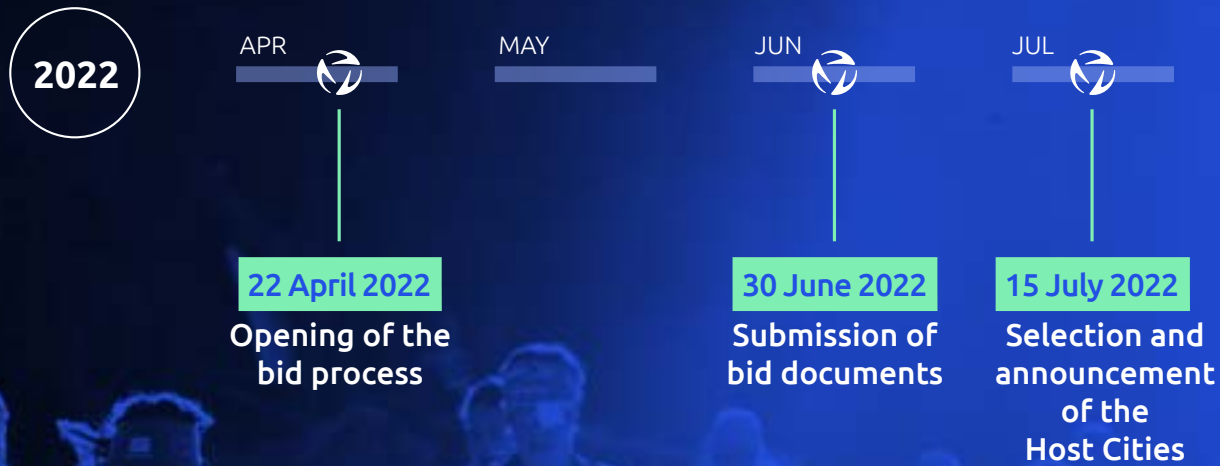 2022
APR
MAY
JUN
JUL
22 April 2022
Opening of the
bid process
30 June 2022
Submission of
bid documents
15 July 2022
Selection and
announcement
of the
Host Cities